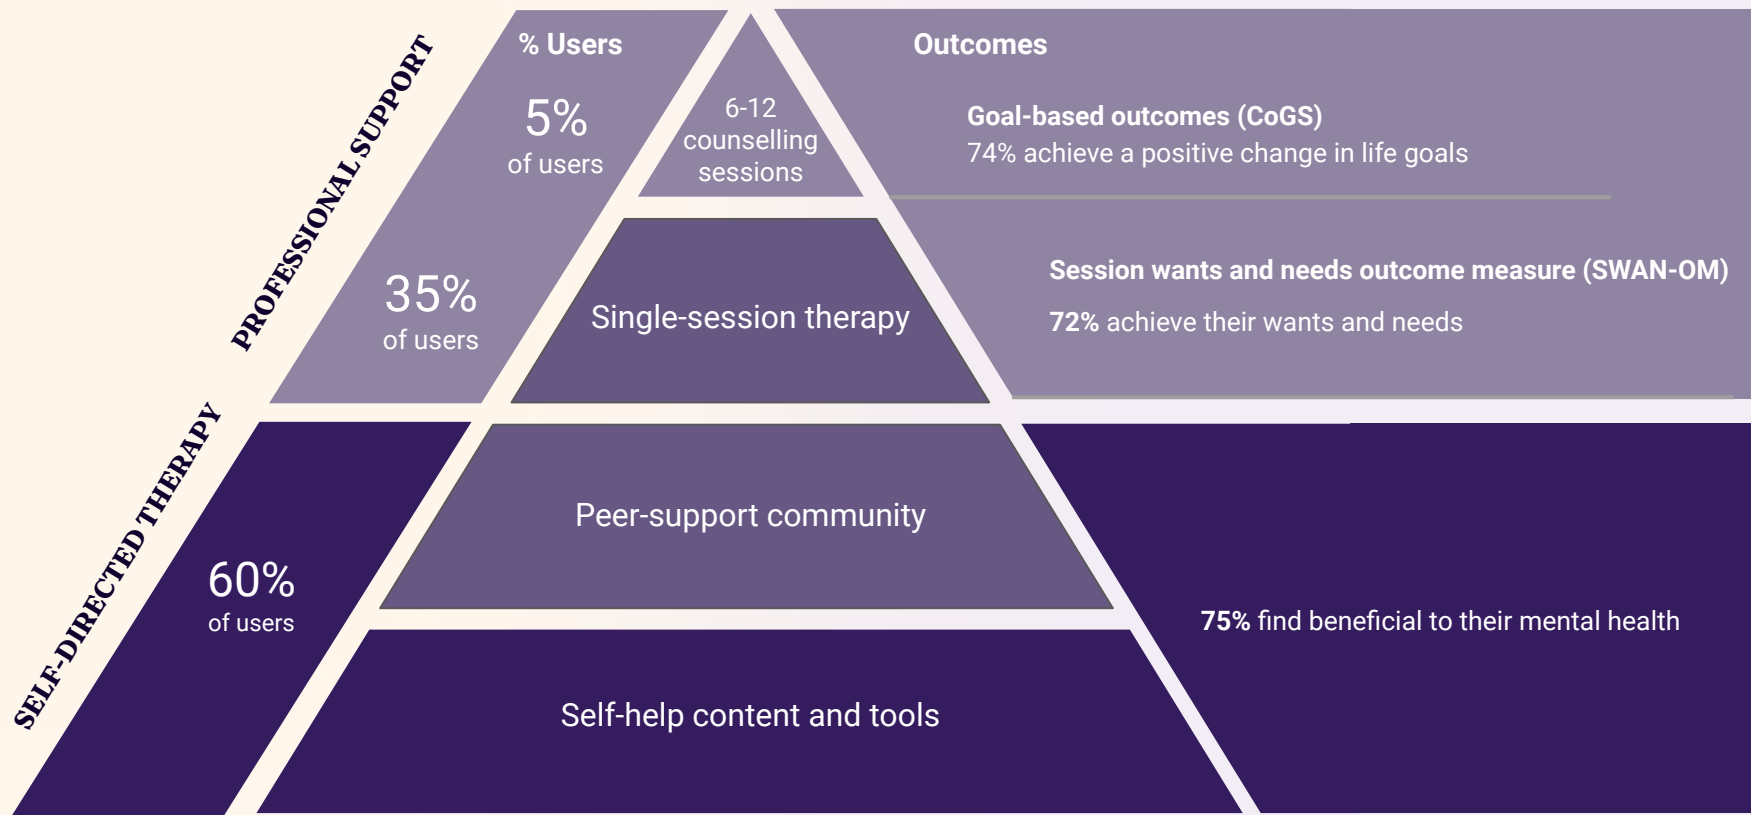 PROFESSIONAL SUPPORT
% Users
5%
of users
6-12
counselling
sessions
Outcomes
Goal-based outcomes (CoGS)
74% achieve a positive change in life goals
35%
of users
Single-session therapy
Session wants and needs outcome measure (SWAN-OM)
72% achieve their wants and needs
SELF-DIRECTED THERAPY
60%
of users
Peer-support community
Self-help content and tools
75% find beneficial to their mental health